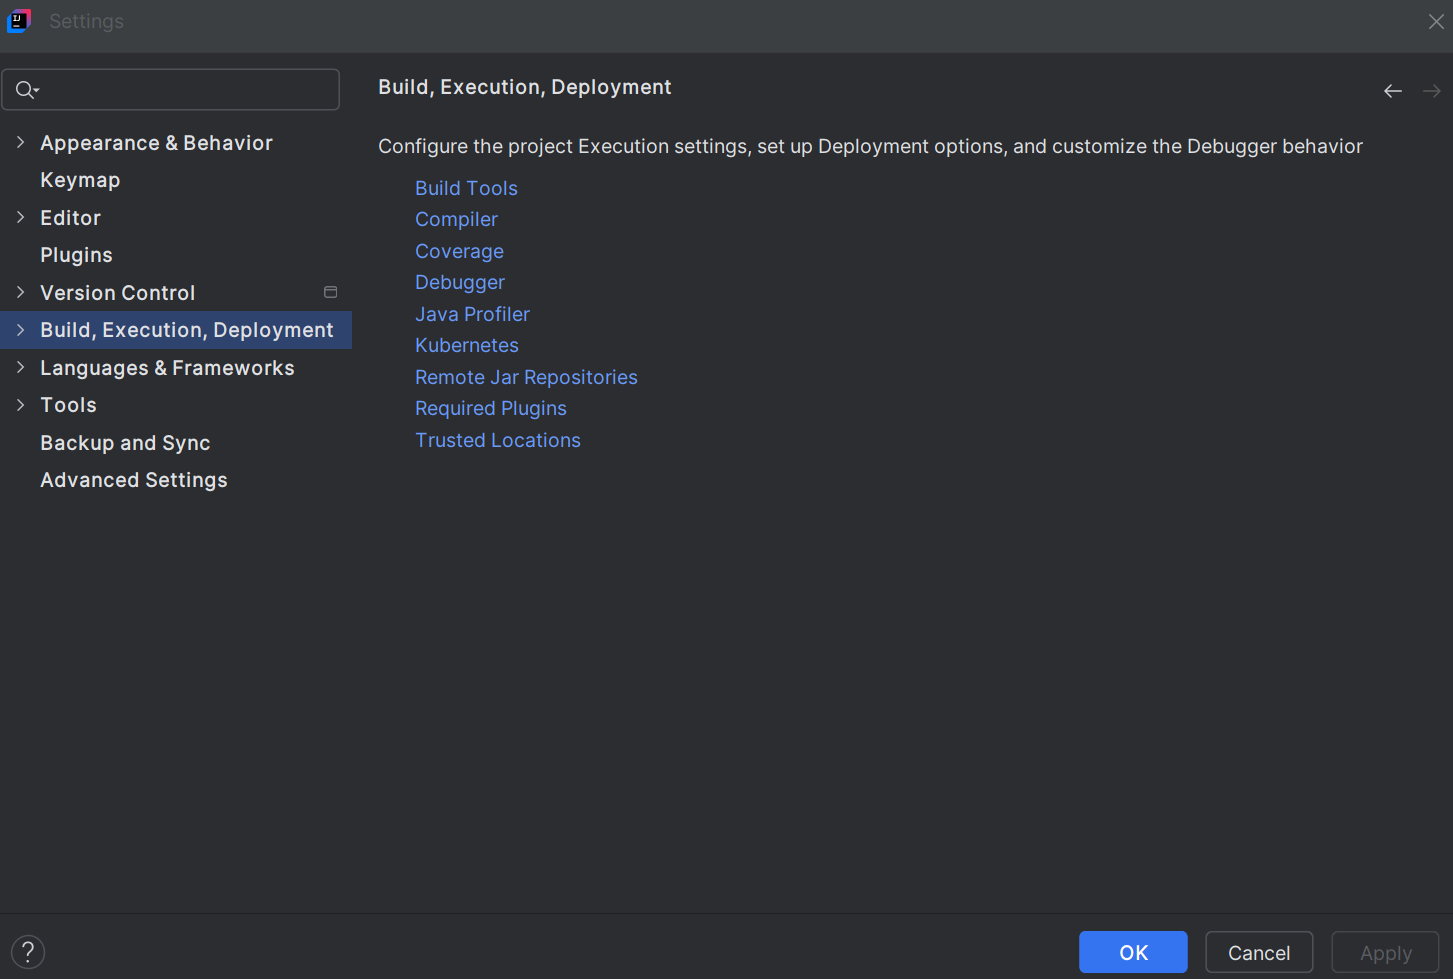 Settings
Appearance & Behavior
Keymap
Editor
Plugins
Version Control
Build, Execution, Deployment
Languages & Frameworks
Tools
Backup and Sync
Advanced Settings
Build, Execution, Deployment
Configure the project Execution settings, set up Deployment options, and customize the Debugger behavior
Build Tools
Compiler
Coverage
Debugger
Java Profiler
Kubernetes
Remote Jar Repositories
Required Plugins
Trusted Locations
?
OK
Cancel
Apply